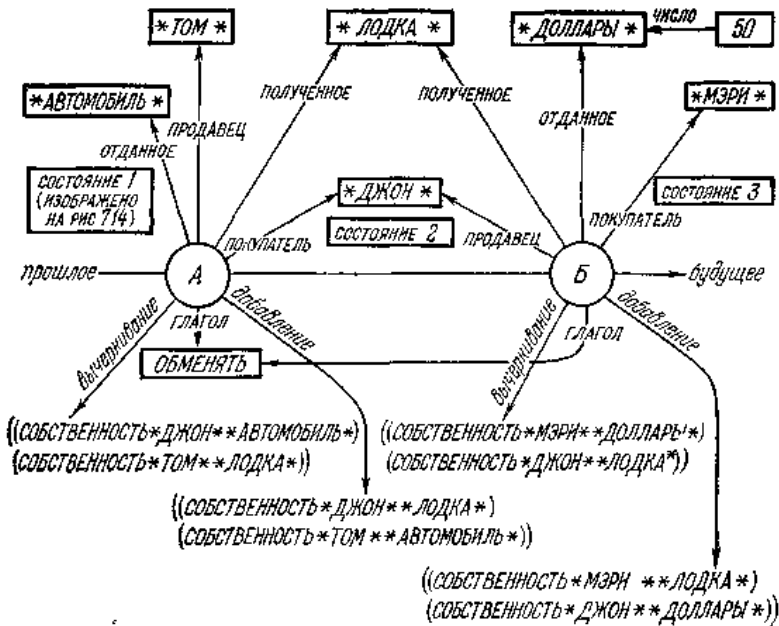 * ТОМ *
* ЛОДКА *
* ДОЛЛАРЫ *
ЧИСЛО
50
* АВТОМОБИЛЬ *
ПОЛУЧЕННОЕ
ПОЛУЧЕННОЕ
* МЭРИ *
ПРОДАВЕЦ
ОТДАННОЕ
ОТДАННОЕ
СОСТОЯНИЕ 1
(ИЗОБРАЖЕНО
НА РИС 7.14)
* ДЖОН *
СОСТОЯНИЕ 3
ПОКУПАТЕЛЬ
СОСТОЯНИЕ 2
ПРОДАВЕЦ
ПОКУПАТЕЛЬ
прошлое
А
Б
будущее
вычеркивание
ГЛАГОЛ
добавление
вычеркивание
ГЛАГОЛ
добавление
ОБМЕНЯТЬ
((СОБСТВЕННОСТЬ*ДЖОН**АВТОМОБИЛЬ*)
(СОБСТВЕННОСТЬ*ТОМ**ЛОДКА*))
((СОБСТВЕННОСТЬ*МЭРИ**ДОЛЛАРЫ*)
(СОБСТВЕННОСТЬ*ДЖОН**ЛОДКА*))
((СОБСТВЕННОСТЬ*ДЖОН**ЛОДКА*)
(СОБСТВЕННОСТЬ*ТОМ**АВТОМОБИЛЬ*))
((СОБСТВЕННОСТЬ*МЭРИ**ЛОДКА*)
(СОБСТВЕННОСТЬ*ДЖОН**ДОЛЛАРЫ*))